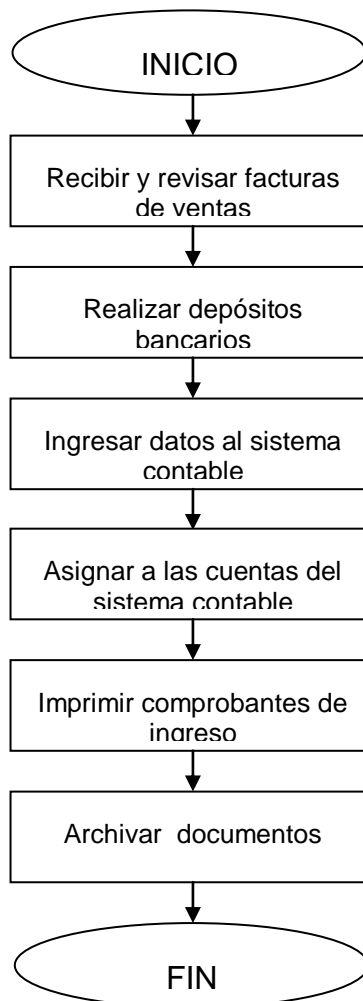 INICIO
Recibir y revisar facturas
de ventas
Realizar depósitos
bancarios
Ingresar datos al sistema
contable
Asignar a las cuentas del
sistema contable
Imprimir comprobantes de
ingreso
Archivar documentos
FIN